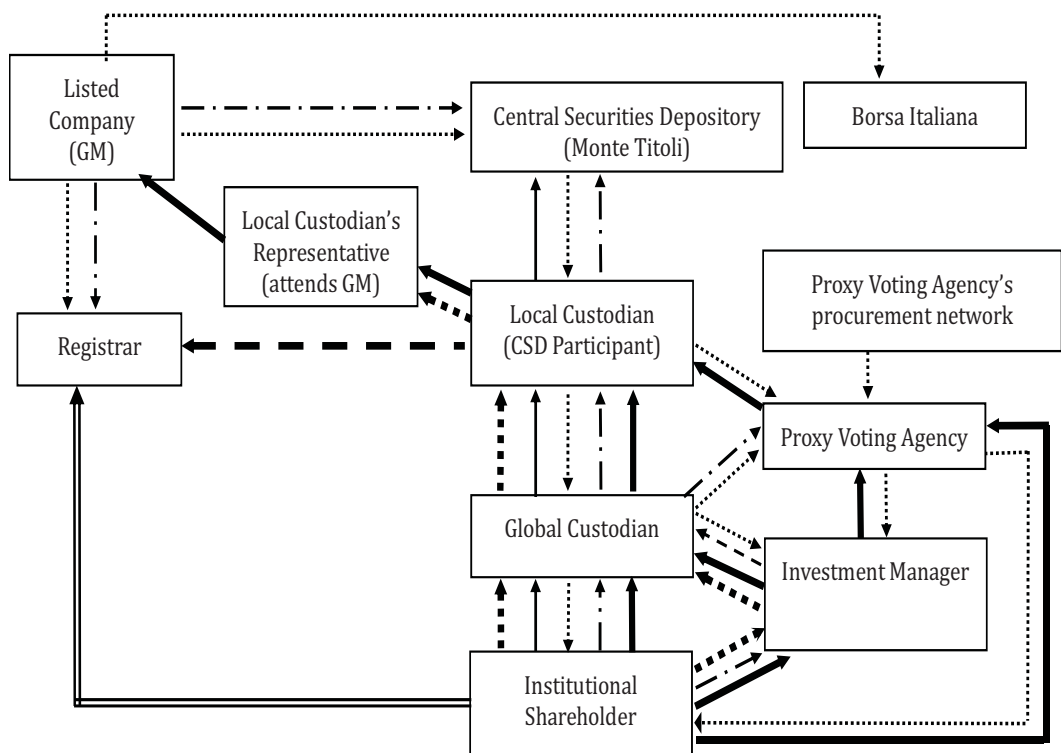 Listed
Company
(GM)
Central Securities Depository
(Monte Titoli)
Borsa Italiana
Local Custodian’s
Representative
(attends GM)
Proxy Voting Agency’s
procurement network
Registrar
Local Custodian
(CSD Participant)
Proxy Voting Agency
Global Custodian
Investment Manager
Institutional
Shareholder